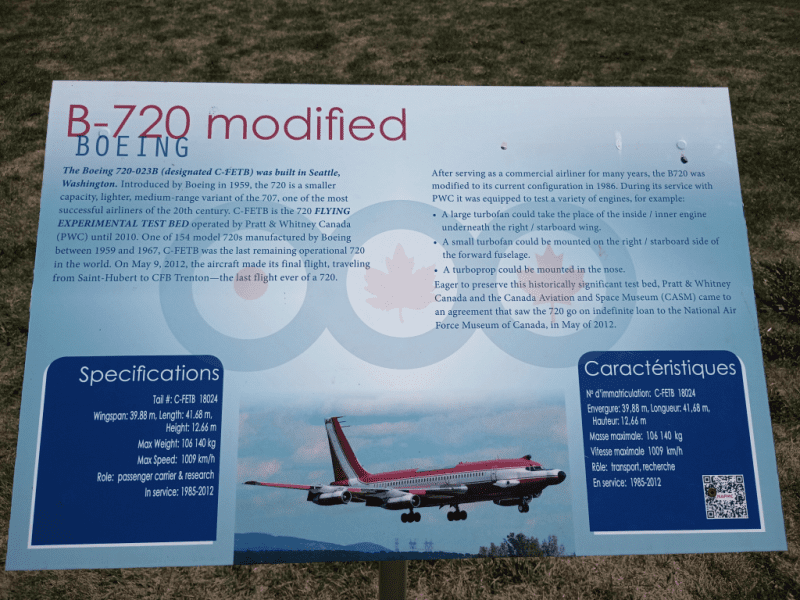 B-720 modified
BOEING
The Boeing 720-023B (designated C-FETB) was built in Seattle,
Washington. Introduced by Boeing in 1959, the 720 is a smaller
capacity, lighter, medium-range variant of the 707, one of the most
successful airliners of the 20th century. C-FETB is the 720 FLYING
EXPERIMENTAL TEST BED operated by Pratt & Whitney Canada
(PWC) until 2010. One of 154 model 720s manufactured by Boeing
between 1959 and 1967, C-FETB was the last remaining operational 720
in the world. On May 9, 2012, the aircraft made its final flight, traveling
from Saint-Hubert to CFB Trenton—the last flight ever of a 720.
After serving as a commercial airliner for many years, the B720 was
modified to its current configuration in 1986. During its service with
PWC it was equipped to test a variety of engines, for example:
• A large turbofan could take the place of the inside / inner engine
underneath the right / starboard wing.
• A small turbofan could be mounted on the right / starboard side of
the forward fuselage.
• A turboprop could be mounted in the nose.
Eager to preserve this historically significant test bed, Pratt & Whitney
Canada and the Canada Aviation and Space Museum (CASM) came to
an agreement that saw the 720 go on indefinite loan to the National Air
Force Museum of Canada, in May of 2012.
Specifications
Tail #: C-FETB 18024
Wingspan: 39.88 m, Length: 41.68 m,
Height: 12.66 m
Max Weight: 106 140 kg
Max Speed: 1009 km/h
Role: passenger carrier & research
In service: 1985-2012
Caractéristiques
Nº d'immatriculation: C-FETB 18024
Envergure: 39,88 m, Longueur: 41,68 m,
Hauteur: 12,66 m
Masse maximale: 106 140 kg
Vitesse maximale 1009 km/h
Rôle: transport, recherche
En service: 1985-2012